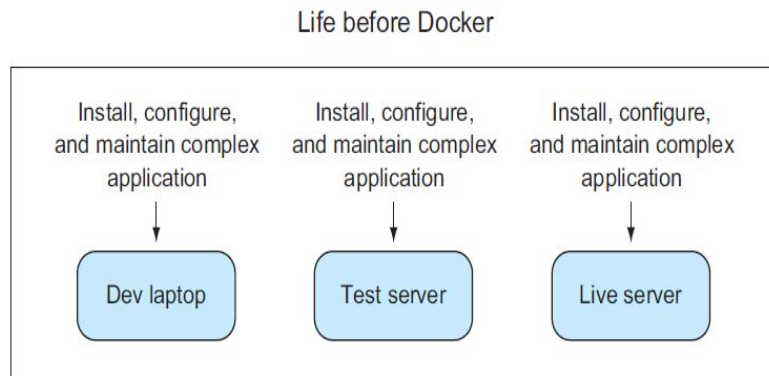 Life before Docker
Install, configure,
and maintain complex
application
Install, configure,
and maintain complex
application
Install, configure,
and maintain complex
application
Dev laptop
Test server
Live server